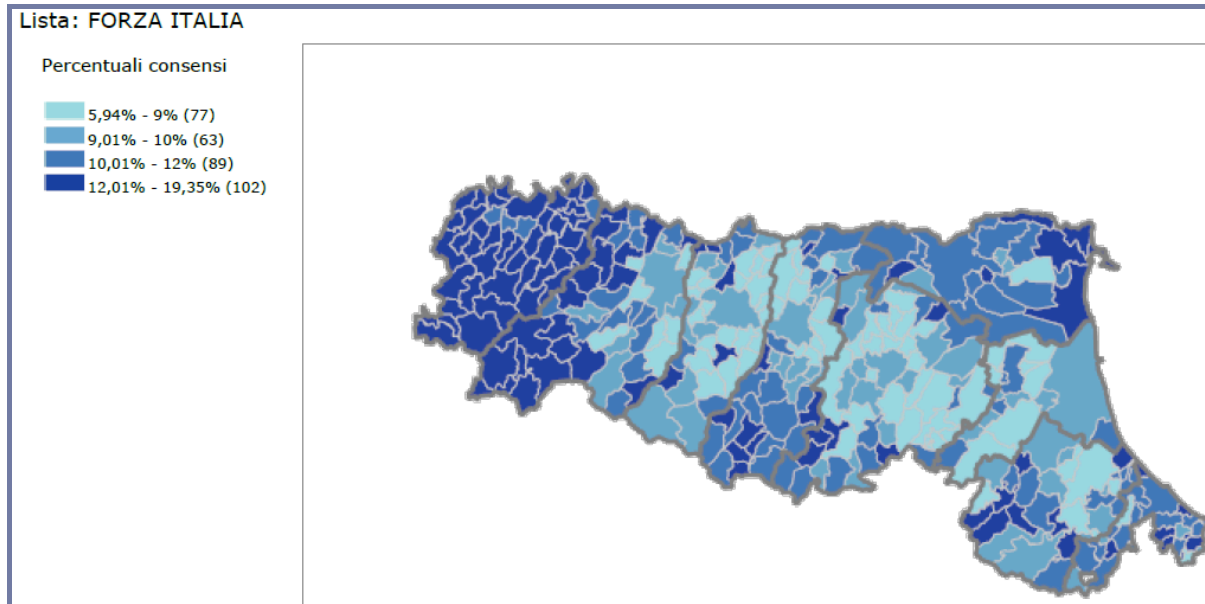 Lista: FORZA ITALIA
Percentuali consensi
5,94% - 9% (77)
9,01% - 10% (63)
10,01% - 12% (89)
12,01% - 19,35% (102)